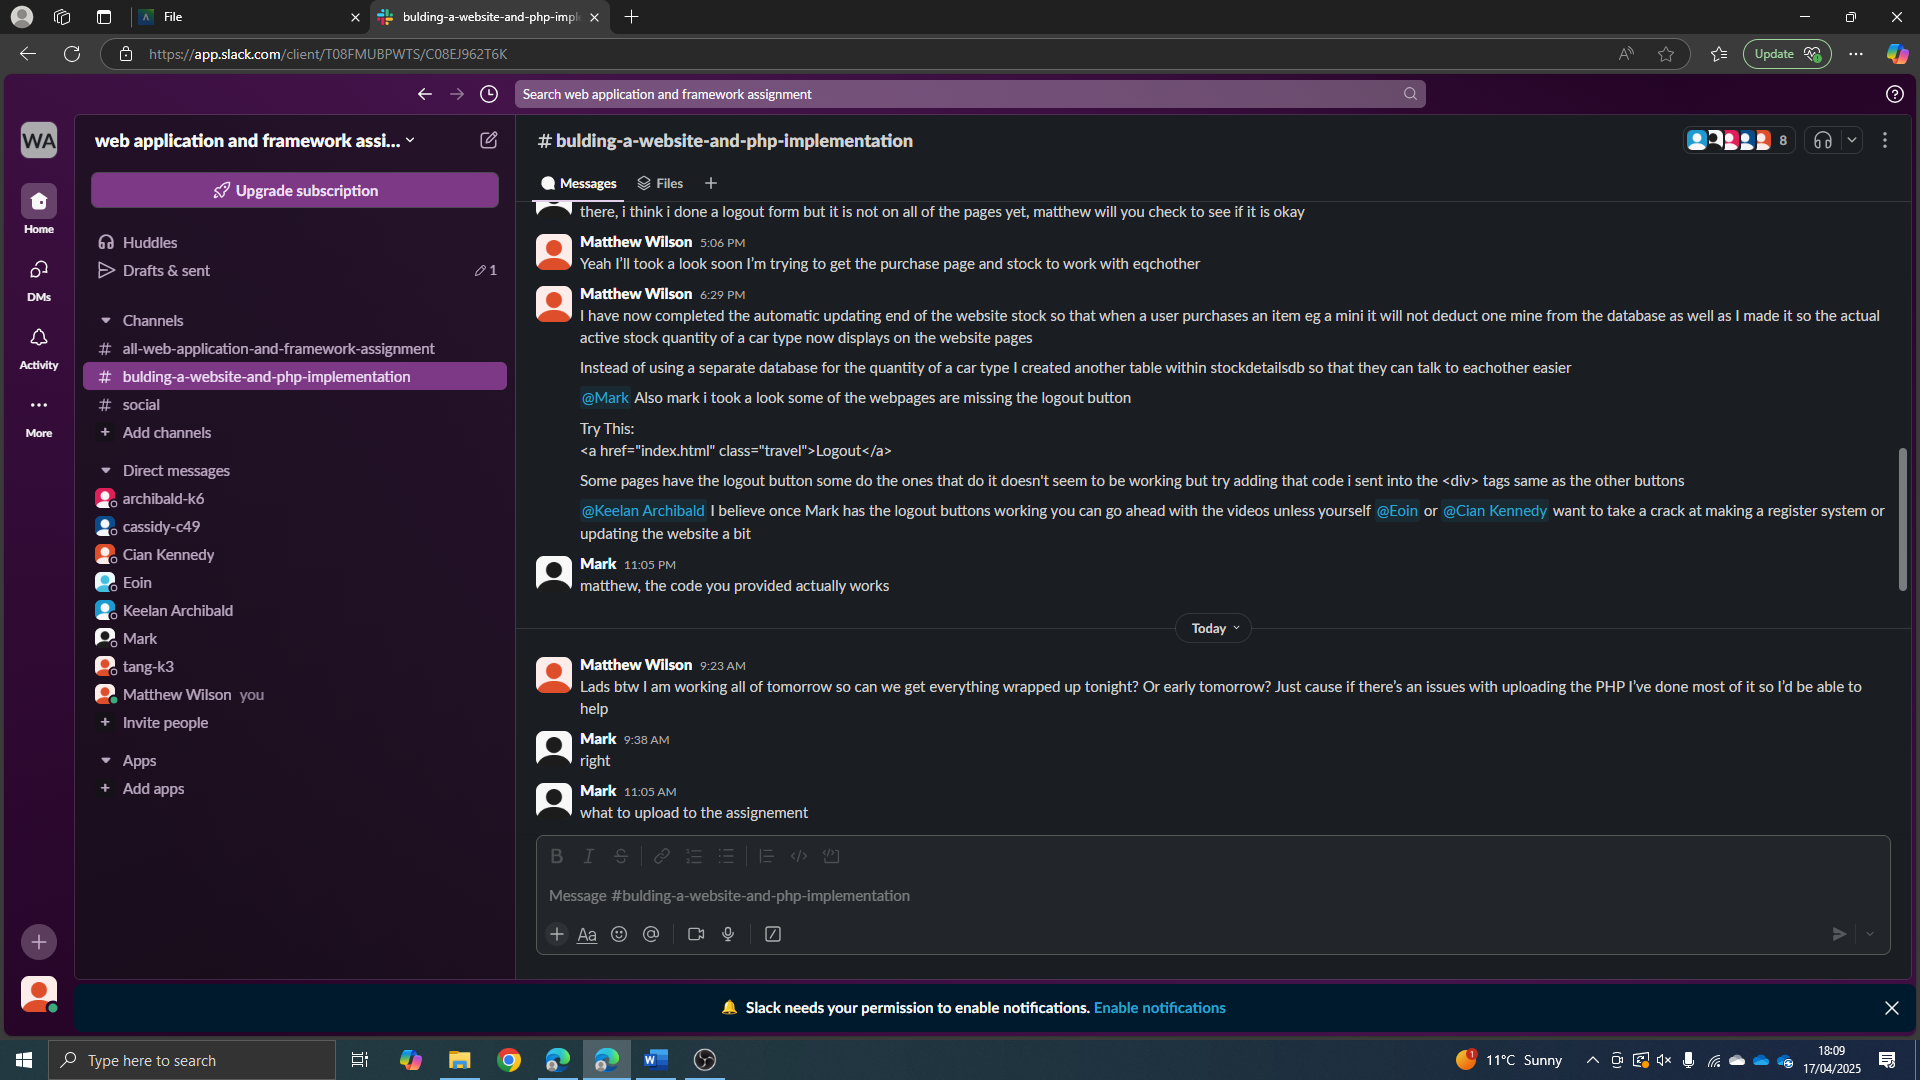 File
bulding-a-website-and-php-impl
https://app.slack.com/client/T08FMUBPWTS/C08EJ962T6K
Update
Search web application and framework assignment
WA
Home
DMs
Activity
More
web application and framework assi...
Upgrade subscription
Huddles
Drafts & sent
1
Channels
# all-web-application-and-framework-assignment
# bulding-a-website-and-php-implementation
# social
+ Add channels
Direct messages
archibald-k6
cassidy-c49
Cian Kennedy
Eoin
Keelan Archibald
Mark
tang-k3
Matthew Wilson you
+ Invite people
Apps
+ Add apps
# bulding-a-website-and-php-implementation
8
Messages
Files
there, i think i done a logout form but it is not on all of the pages yet, matthew will you check to see if it is okay
Matthew Wilson 5:06 PM
Yeah I’ll took a look soon I’m trying to get the purchase page and stock to work with eqchother
Matthew Wilson 6:29 PM
I have now completed the automatic updating end of the website stock so that when a user purchases an item eg a mini it will not deduct one mine from the database as well as I made it so the actual
active stock quantity of a car type now displays on the website pages
Instead of using a separate database for the quantity of a car type I created another table within stockdetailsdb so that they can talk to eachother easier
@Mark Also mark i took a look some of the webpages are missing the logout button
Try This:
<a href="index.html" class="travel">Logout</a>
Some pages have the logout button some do the ones that do it doesn't seem to be working but try adding that code i sent into the <div> tags same as the other buttons
@Keelan Archibald I believe once Mark has the logout buttons working you can go ahead with the videos unless yourself @Eoin or @Cian Kennedy want to take a crack at making a register system or
updating the website a bit
Mark 11:05 PM
matthew, the code you provided actually works
Today
Matthew Wilson 9:23 AM
Lads btw I am working all of tomorrow so can we get everything wrapped up tonight? Or early tomorrow? Just cause if there’s an issues with uploading the PHP I’ve done most of it so I’d be able to
help
Mark 9:38 AM
right
Mark 11:05 AM
what to upload to the assignement
Message #bulding-a-website-and-php-implementation
Aa
Slack needs your permission to enable notifications. Enable notifications
Type here to search
1
11°C Sunny
18:09
17/04/2025